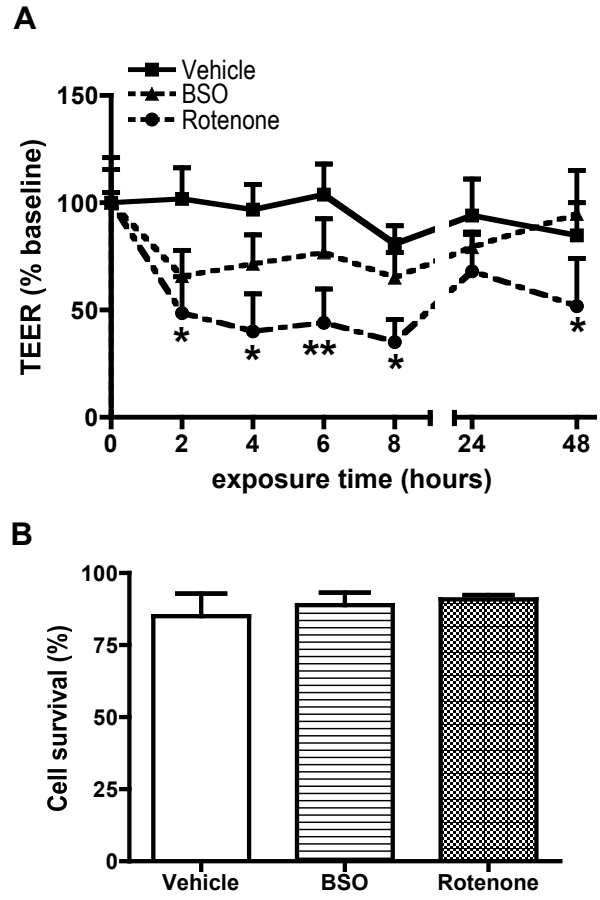 A
Vehicle
BSO
Rotenone
150
100
50
0
TEER (% baseline)
* * ** * *
0 2 4 6 8 24 48
exposure time (hours)
B
100
75
50
25
0
Cell survival (%)
Vehicle BSO Rotenone